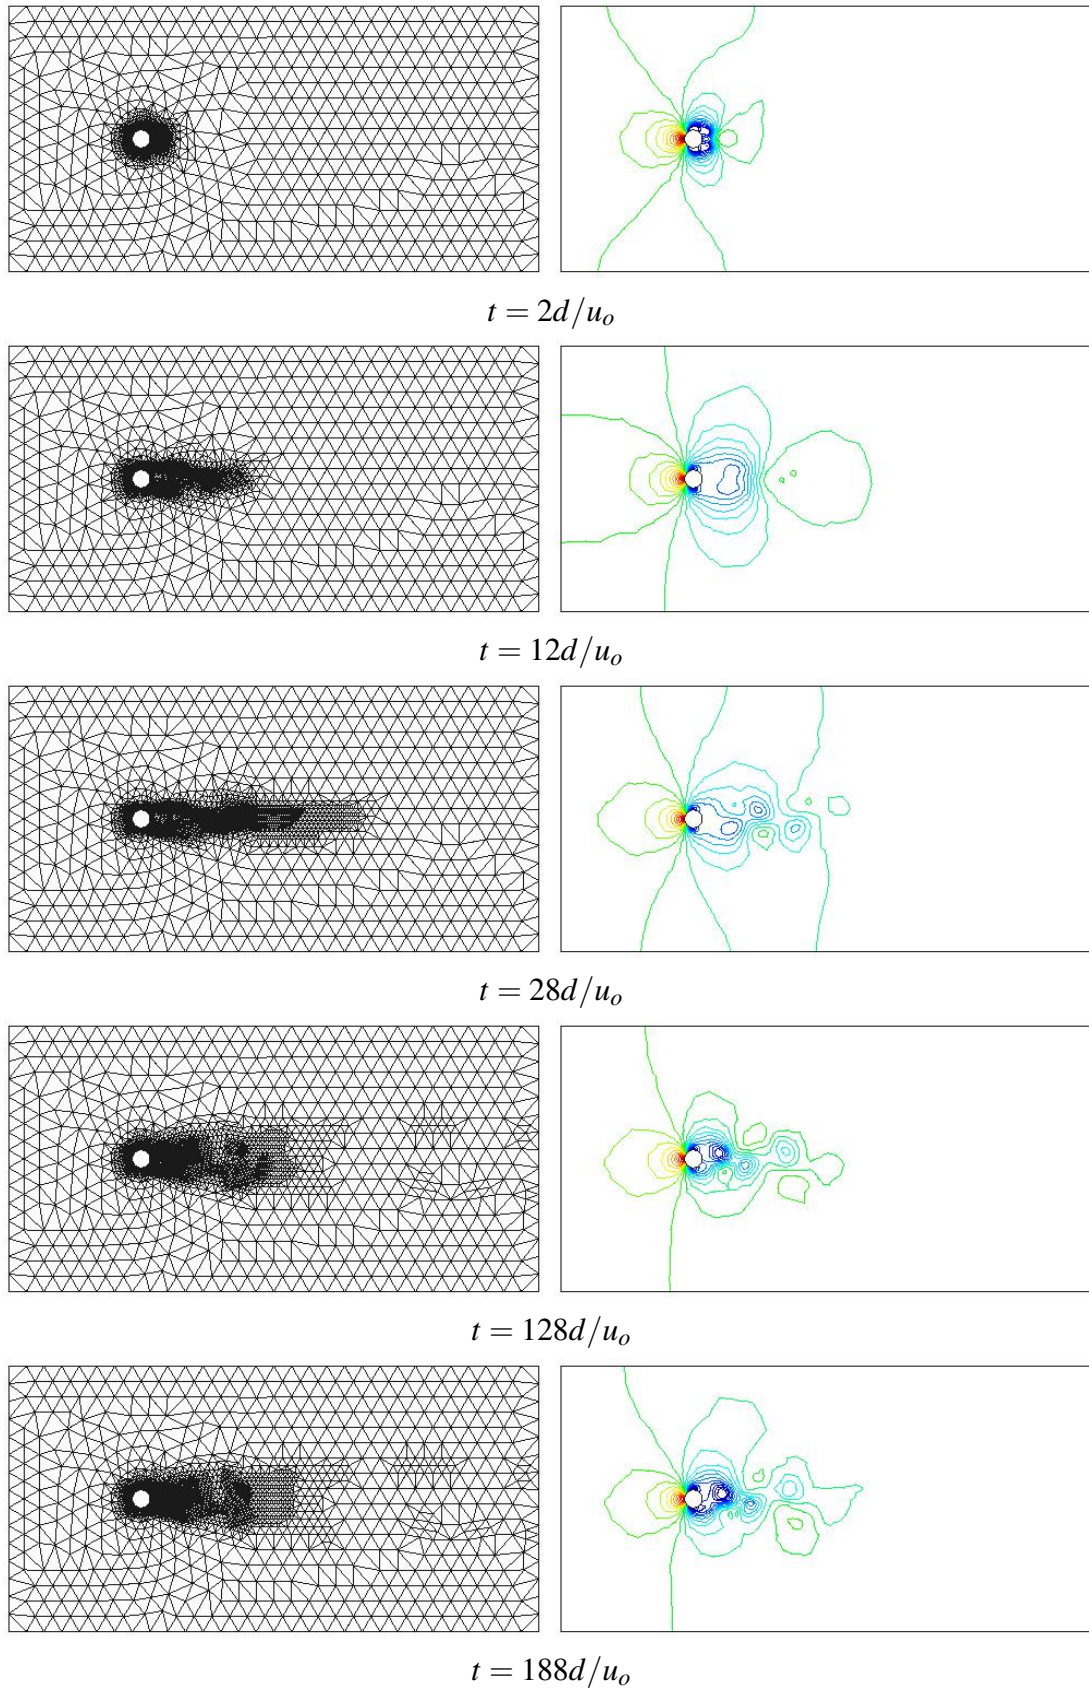 t = 2d/u_o
t = 12d/u_o
t = 28d/u_o
t = 128d/u_o
t = 188d/u_o